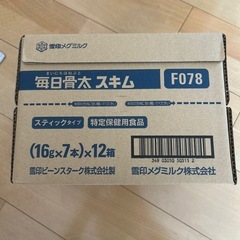 雪印メグミルク
まいにちほねぶと
毎日骨太 スキム
F078
スティックタイプ
特定保健用食品
(16g×7本)×12箱
雪印ビーンスターク株式会社製
雪印メグミルク株式会社